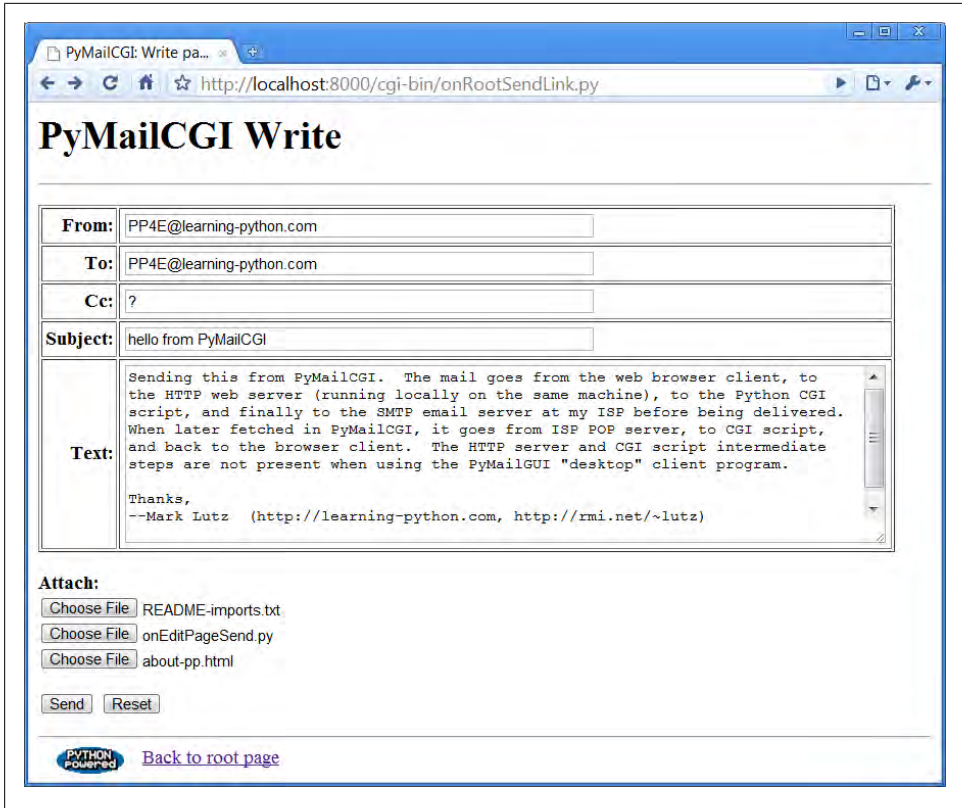 PyMailCGI: Write pa...
http://localhost:8000/cgi-bin/onRootSendLink.py
PyMailCGI Write
From: PP4E@learning-python.com
To: PP4E@learning-python.com
Cc: ?
Subject: hello from PyMailCGI
Sending this from PyMailCGI.  The mail goes from the web browser client, to
the HTTP web server (running locally on the same machine), to the Python CGI
script, and finally to the SMTP email server at my ISP before being delivered.
When later fetched in PyMailCGI, it goes from ISP POP server, to CGI script,
Text: and back to the browser client.  The HTTP server and CGI script intermediate
steps are not present when using the PyMailGUI "desktop" client program.
Thanks,
--Mark Lutz  (http://learning-python.com, http://rmi.net/~lutz)
Attach:
Choose File README-imports.txt
Choose File onEditPageSend.py
Choose File about-pp.html
Send Reset
PYTHON
Powered
Back to root page